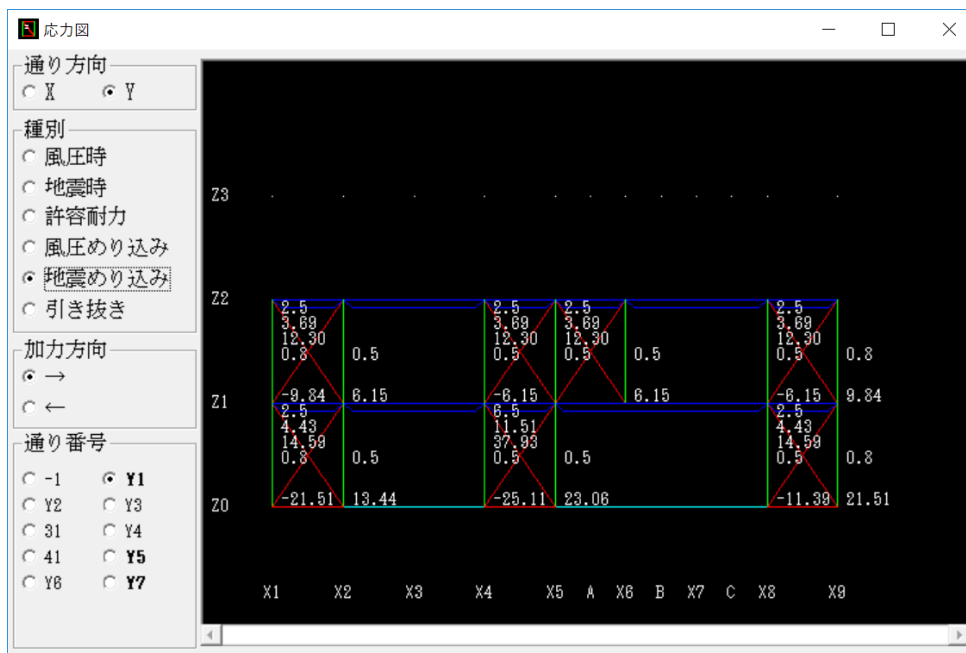 応力図
通り方向
X Y
種別
風圧時
地震時
許容耐力
風圧めり込み
地震めり込み
引き抜き
加力方向
→
←
通り番号
-1 Y1
Y2 Y3
31 Y4
41 Y5
Y6 Y7
Z3
Z2
2.5 2.5 2.5 2.5
3.69 3.69 3.69 3.69
12.30 12.30 12.30 12.30
0.8 0.5 0.5 0.5 0.5 0.5 0.8
Z1
-9.84 6.15 -6.15 6.15 -6.15 9.84
2.5 6.5 2.5
4.43 11.51 4.43
14.59 37.93 14.59
0.8 0.5 0.5 0.5 0.5 0.8
Z0
-21.51 13.44 -25.11 23.06 -11.39 21.51
X1 X2 X3 X4 X5 A X6 B X7 C X8 X9